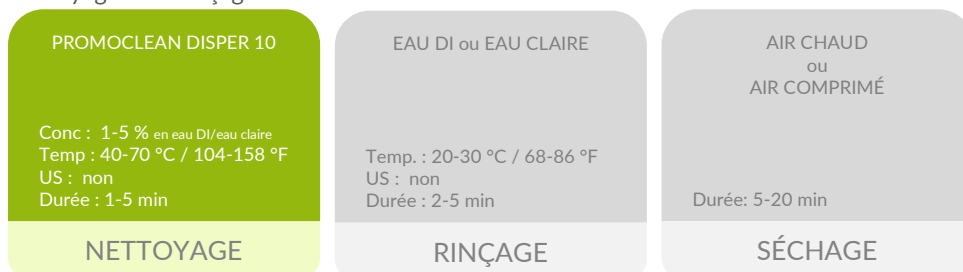 PROMOCLEAN DISPER 10
Conc : 1-5 % en eau DI/eau claire
Temp : 40-70 °C / 104-158 °F
US : non
Durée : 1-5 min
NETTOYAGE
EAU DI ou EAU CLAIRE
Temp. : 20-30 °C / 68-86 °F
US : non
Durée : 2-5 min
RINÇAGE
AIR CHAUD
ou
AIR COMPRIMÉ
Durée: 5-20 min
SÉCHAGE